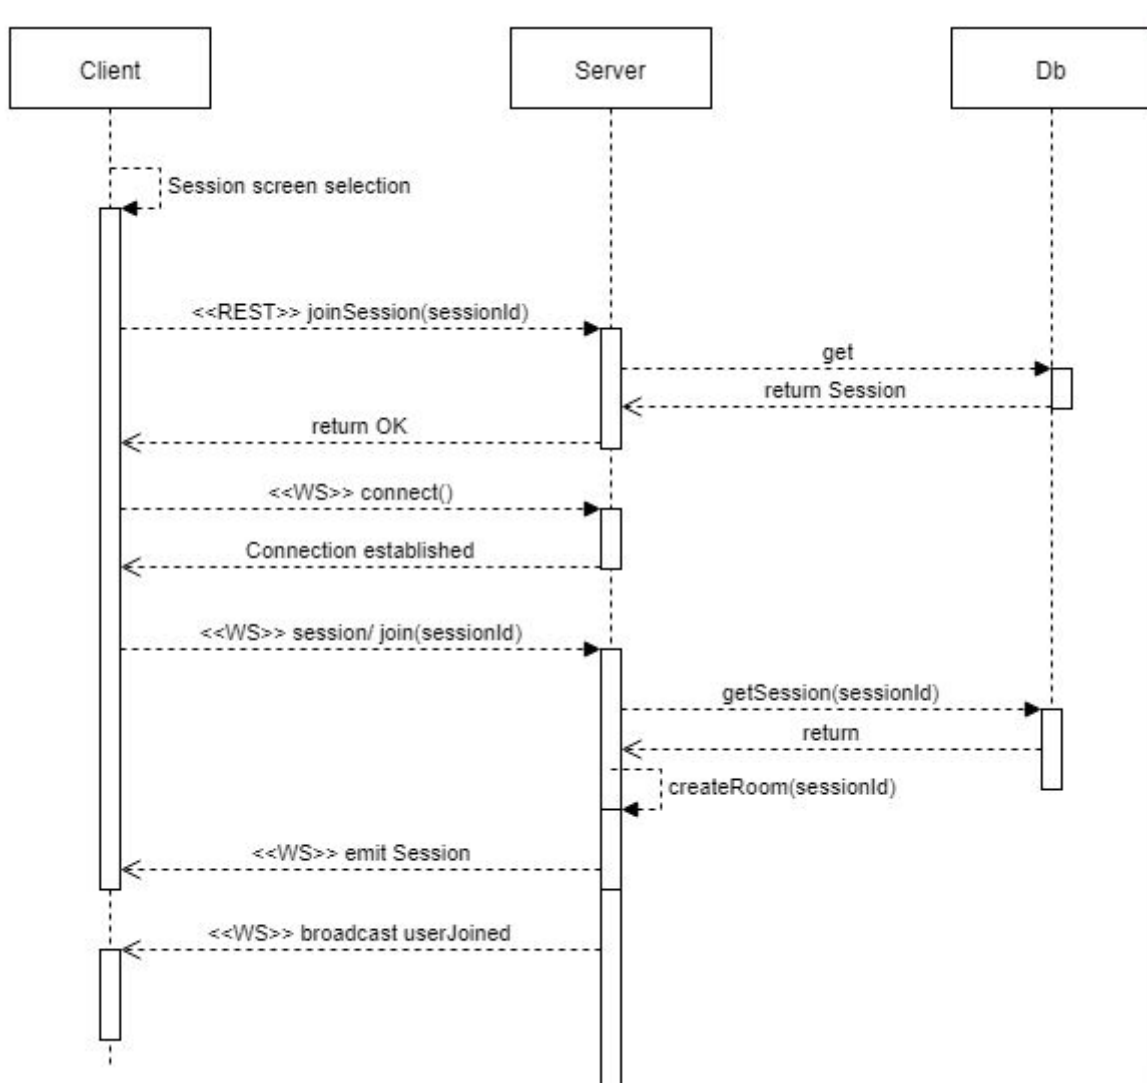 Client
Server
Db
Session screen selection
<<REST>> joinSession(sessionId)
get
return Session
return OK
<<WS>> connect()
Connection established
<<WS>> session/ join(sessionId)
getSession(sessionId)
return
createRoom(sessionId)
<<WS>> emit Session
<<WS>> broadcast userJoined